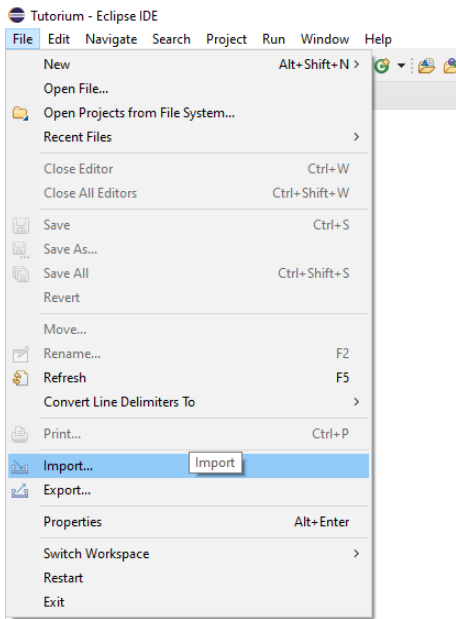 Tutorium - Eclipse IDE
File Edit Navigate Search Project Run Window Help
New Alt+Shift+N >
Open File...
Open Projects from File System...
Recent Files >
Close Editor Ctrl+W
Close All Editors Ctrl+Shift+W
Save Ctrl+S
Save As...
Save All Ctrl+Shift+S
Revert
Move...
Rename... F2
Refresh F5
Convert Line Delimiters To >
Print... Ctrl+P
Import... Import
Export...
Properties Alt+Enter
Switch Workspace >
Restart
Exit